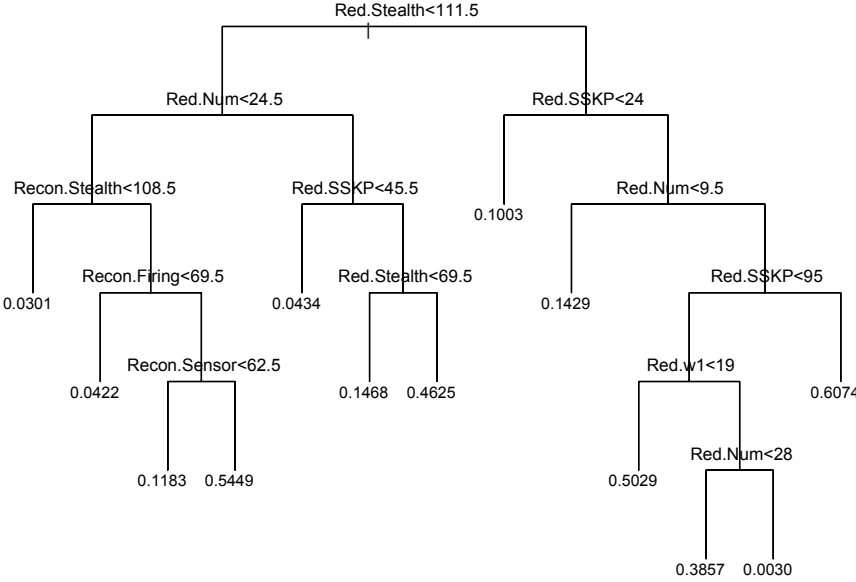 Red.Stealth<111.5
Red.Num<24.5
Red.SSKP<24
Recon.Stealth<108.5
Red.SSKP<45.5
Red.Num<9.5
0.1003
Recon.Firing<69.5
Red.Stealth<69.5
Red.SSKP<95
0.0301
0.0434
0.1429
Recon.Sensor<62.5
Red.w1<19
0.0422
0.1468
0.4625
0.6074
Red.Num<28
0.1183
0.5449
0.5029
0.3857
0.0030